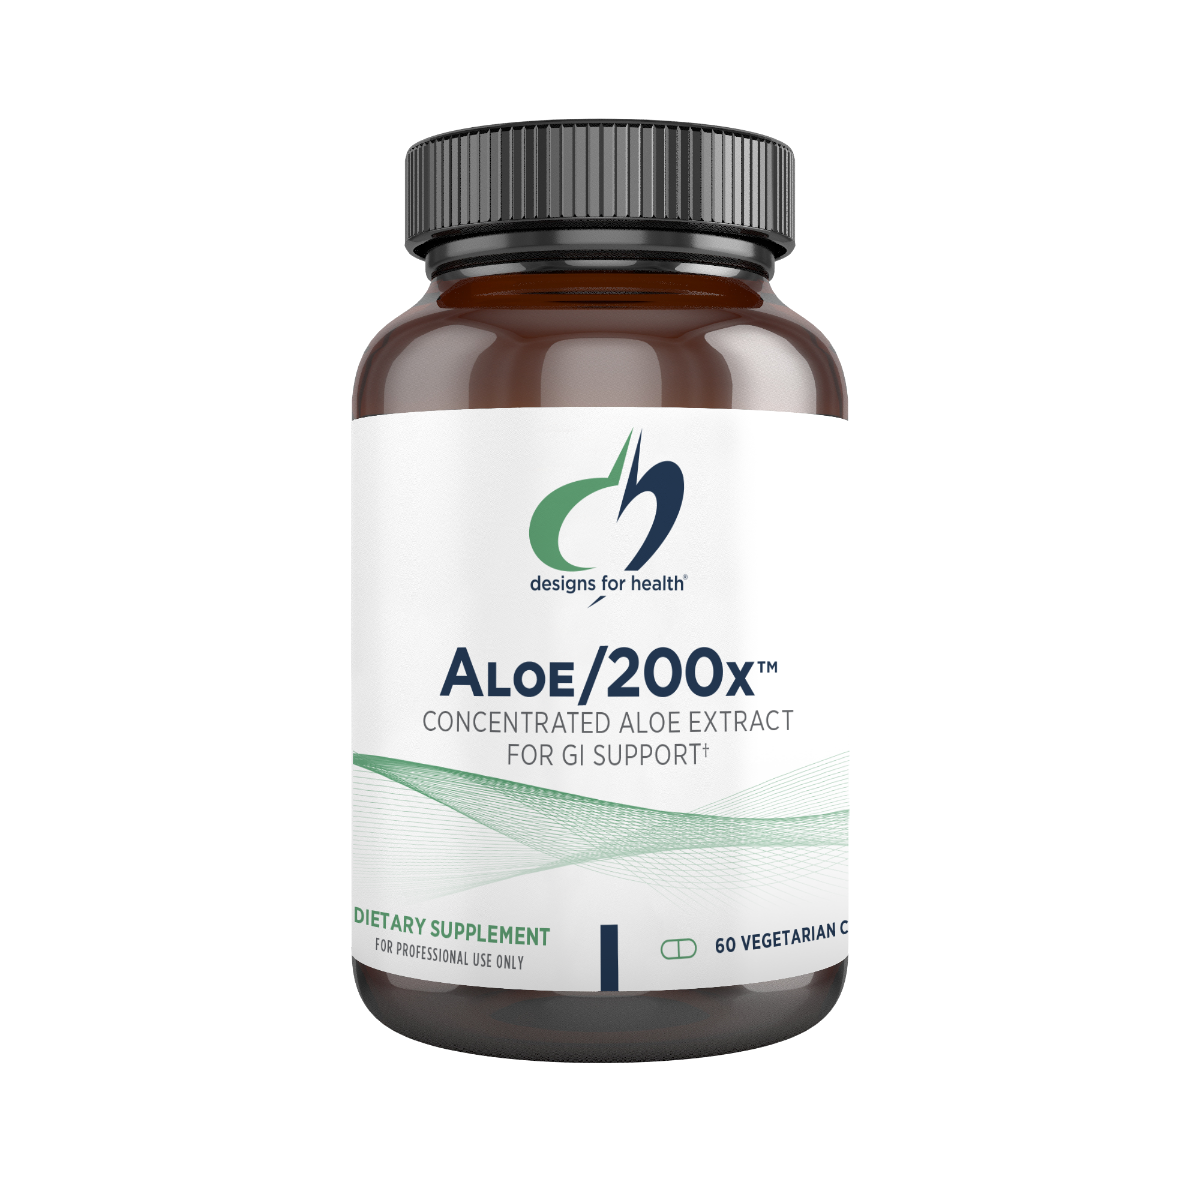 designs for health®
ALOE/200X™
CONCENTRATED ALOE EXTRACT
FOR GI SUPPORT†
DIETARY SUPPLEMENT
FOR PROFESSIONAL USE ONLY
60 VEGETARIAN C